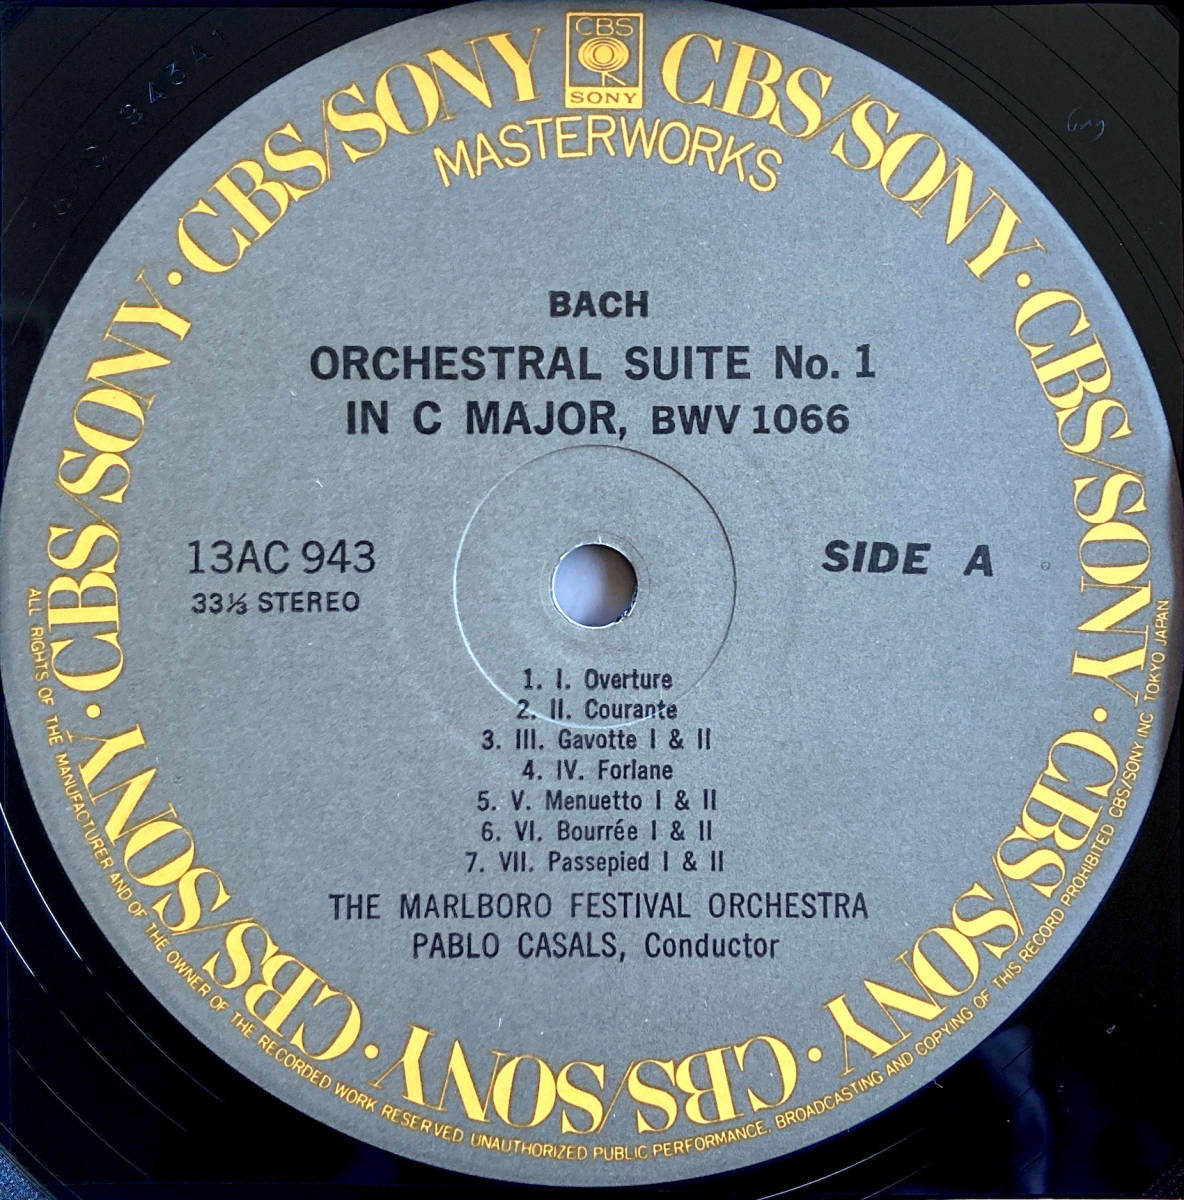 CBS
SONY
CBS/SONY · CBS/SONY · CBS/SONY · CBS/SONY · CBS/SONY · CBS/SONY · CBS/SONY · CBS/SONY
MASTERWORKS
BACH
ORCHESTRAL SUITE No. 1
IN C MAJOR, BWV 1066
13AC 943
33⅓ STEREO
SIDE A
1. I. Overture
2. II. Courante
3. III. Gavotte I & II
4. IV. Forlane
5. V. Menuetto I & II
6. VI. Bourrée I & II
7. VII. Passepied I & II
THE MARLBORO FESTIVAL ORCHESTRA
PABLO CASALS, Conductor
ALL RIGHTS OF THE MANUFACTURER AND OF THE OWNER OF THE RECORDED WORK RESERVED UNAUTHORIZED PUBLIC PERFORMANCE, BROADCASTING AND COPYING OF THIS RECORD PROHIBITED CBS/SONY INC TOKYO JAPAN